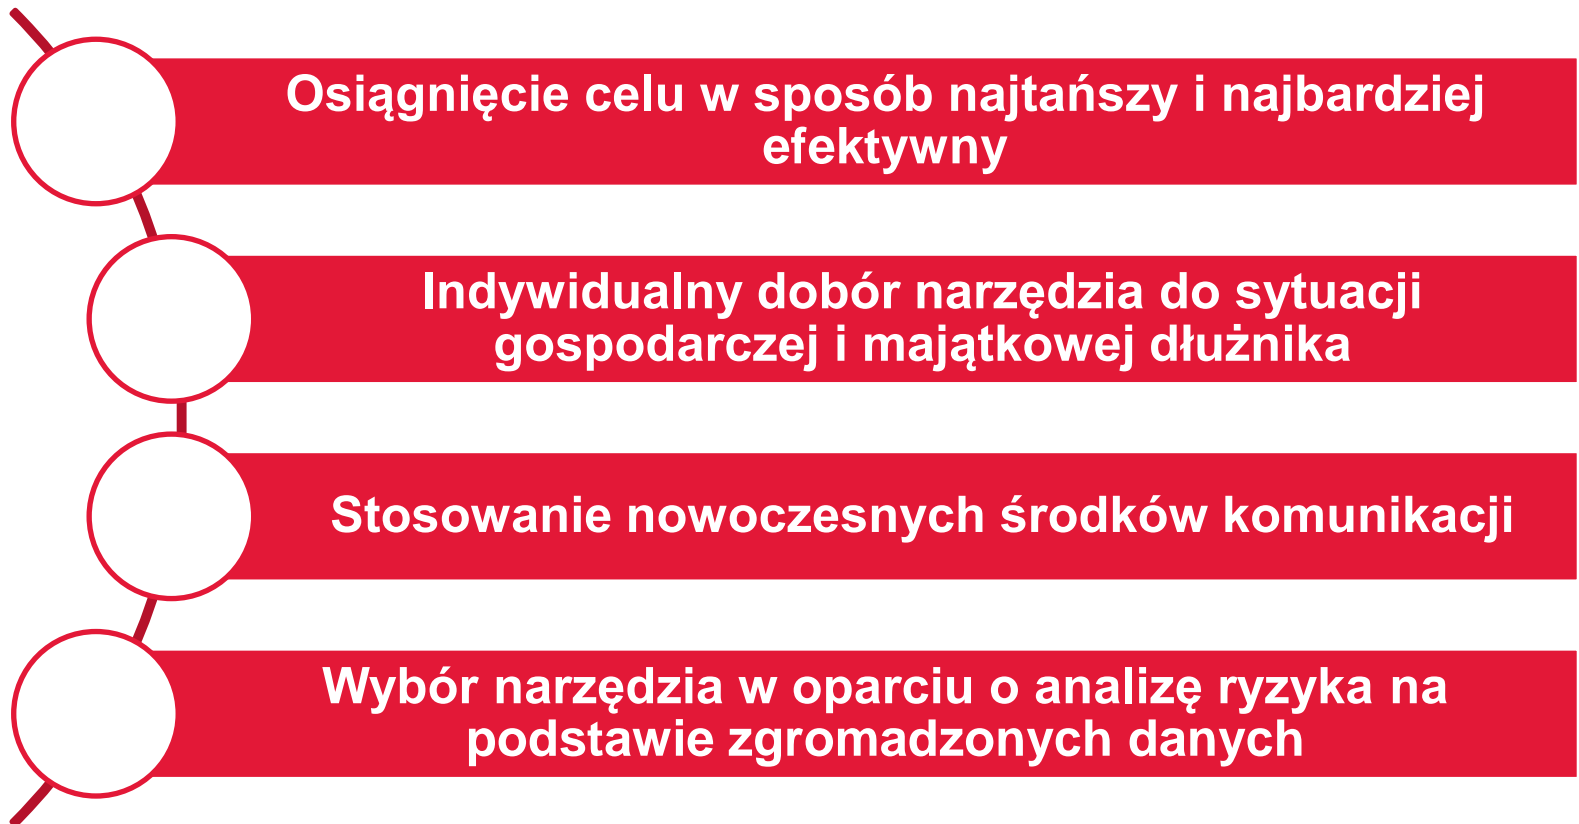 Osiągnięcie celu w sposób najtańszy i najbardziej
efektywny
Indywidualny dobór narzędzia do sytuacji
gospodarczej i majątkowej dłużnika
Stosowanie nowoczesnych środków komunikacji
Wybór narzędzia w oparciu o analizę ryzyka na
podstawie zgromadzonych danych